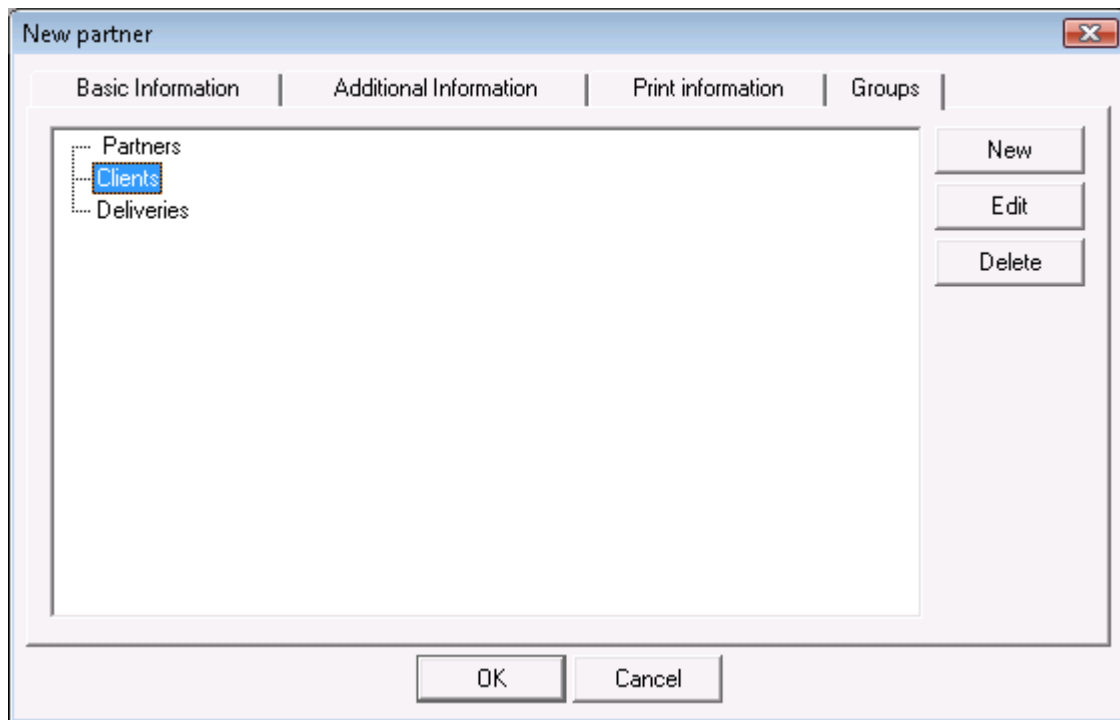 New partner
Basic Information Additional Information Print information Groups
Partners
Clients
Deliveries
New
Edit
Delete
OK Cancel